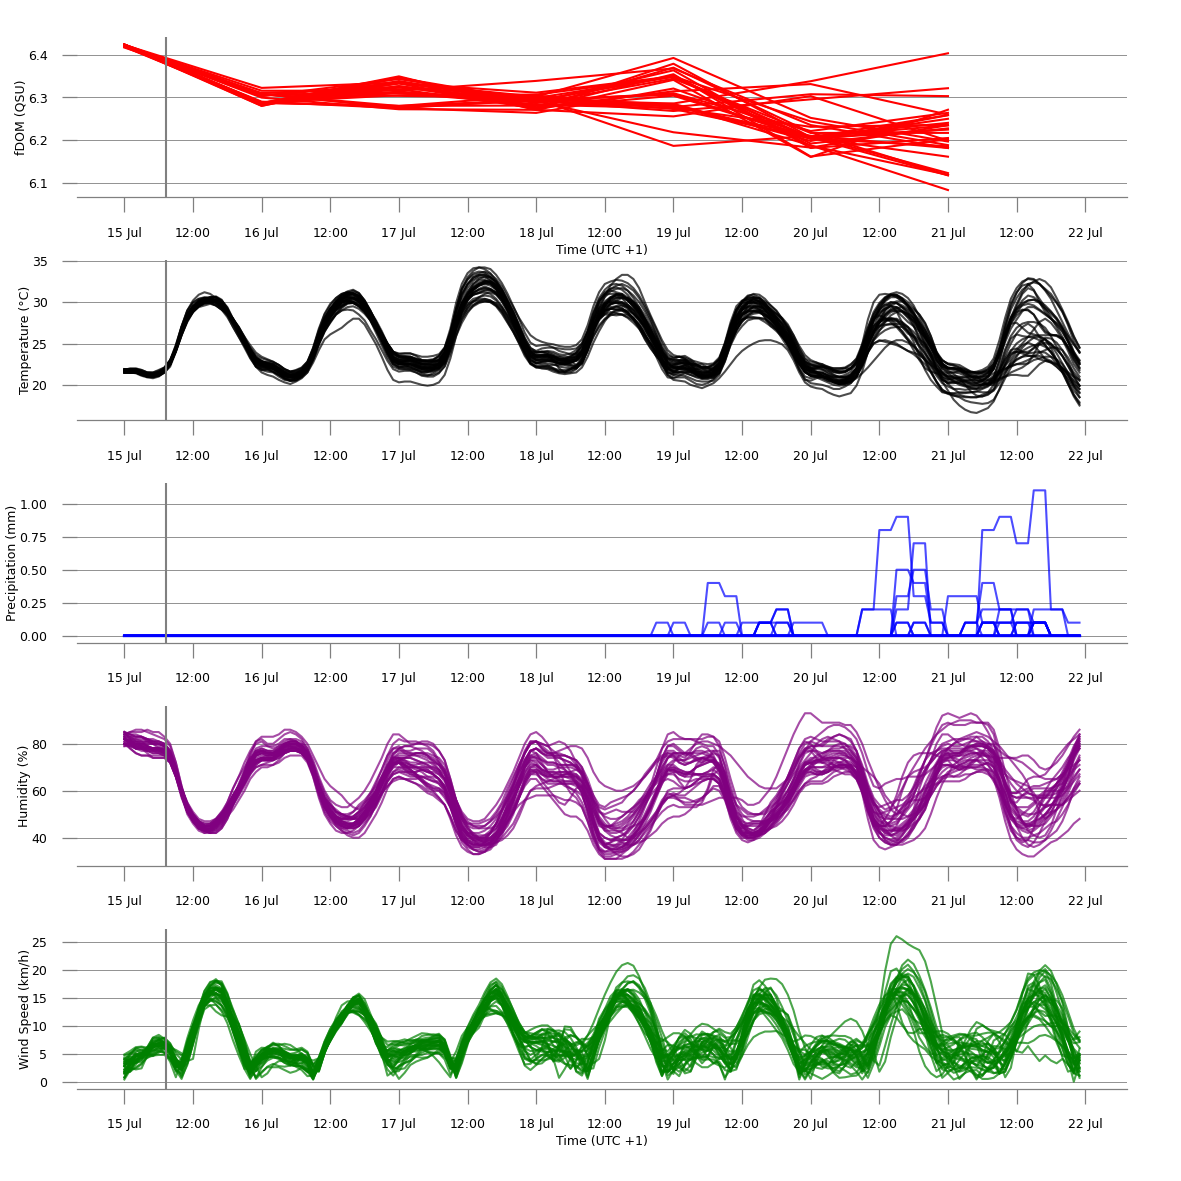 fDOM (QSU)
6.4
6.3
6.2
6.1
15 Jul 12:00 16 Jul 12:00 17 Jul 12:00 18 Jul 12:00 19 Jul 12:00 20 Jul 12:00 21 Jul 12:00 22 Jul
Time (UTC +1)
Temperature (°C)
35
30
25
20
15 Jul 12:00 16 Jul 12:00 17 Jul 12:00 18 Jul 12:00 19 Jul 12:00 20 Jul 12:00 21 Jul 12:00 22 Jul
Precipitation (mm)
1.00
0.75
0.50
0.25
0.00
15 Jul 12:00 16 Jul 12:00 17 Jul 12:00 18 Jul 12:00 19 Jul 12:00 20 Jul 12:00 21 Jul 12:00 22 Jul
Humidity (%)
80
60
40
15 Jul 12:00 16 Jul 12:00 17 Jul 12:00 18 Jul 12:00 19 Jul 12:00 20 Jul 12:00 21 Jul 12:00 22 Jul
Wind Speed (km/h)
25
20
15
10
5
0
15 Jul 12:00 16 Jul 12:00 17 Jul 12:00 18 Jul 12:00 19 Jul 12:00 20 Jul 12:00 21 Jul 12:00 22 Jul
Time (UTC +1)